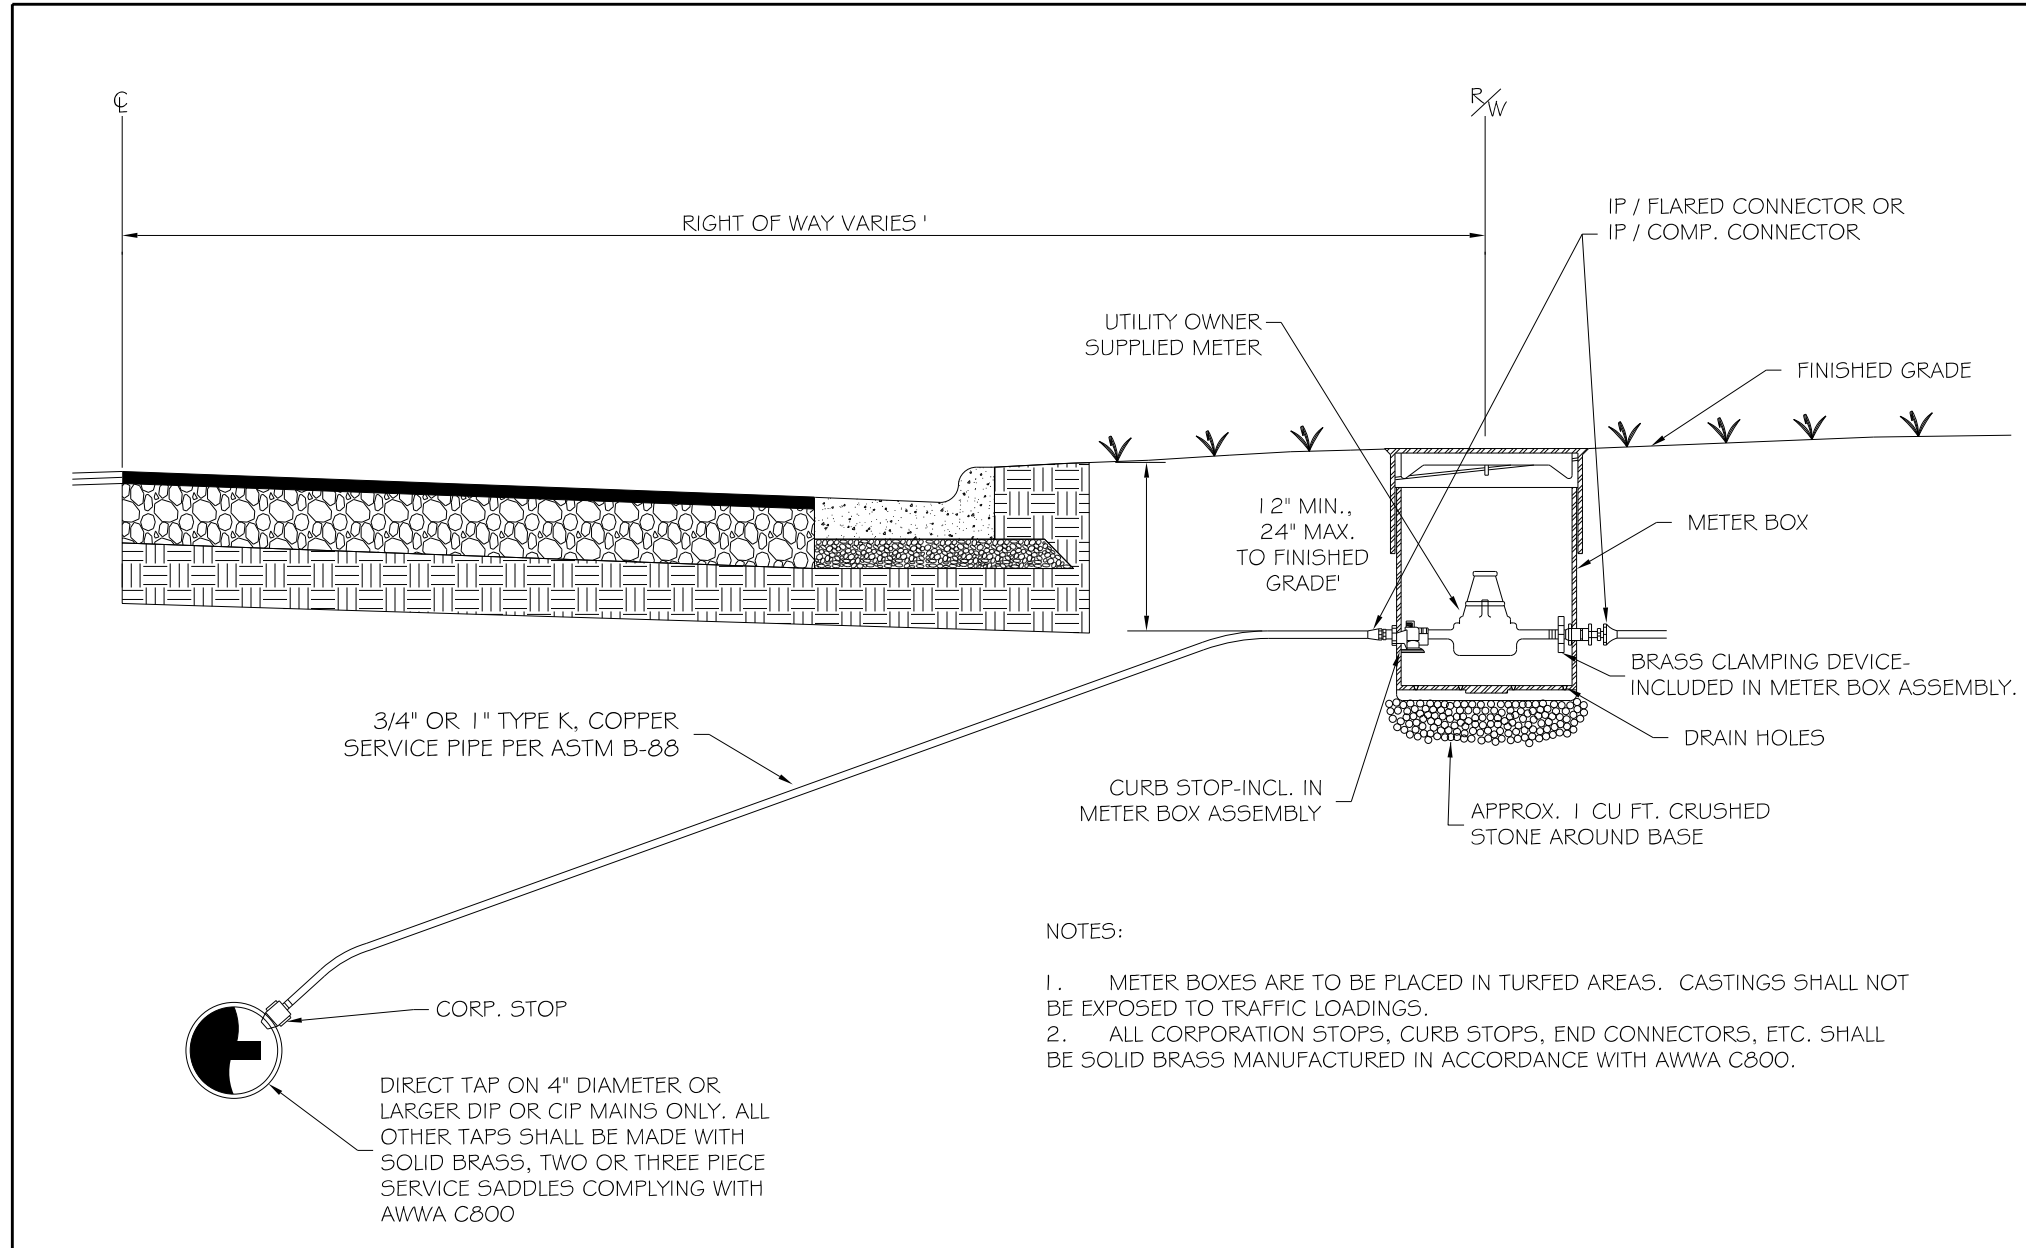 ℄
R/W
RIGHT OF WAY VARIES '
IP / FLARED CONNECTOR OR
IP / COMP. CONNECTOR
UTILITY OWNER
SUPPLIED METER
FINISHED GRADE
12" MIN.,
24" MAX.
TO FINISHED
GRADE'
METER BOX
BRASS CLAMPING DEVICE-
INCLUDED IN METER BOX ASSEMBLY.
3/4" OR 1" TYPE K, COPPER
SERVICE PIPE PER ASTM B-88
DRAIN HOLES
CURB STOP-INCL. IN
METER BOX ASSEMBLY
APPROX. 1 CU FT. CRUSHED
STONE AROUND BASE
CORP. STOP
DIRECT TAP ON 4" DIAMETER OR
LARGER DIP OR CIP MAINS ONLY. ALL
OTHER TAPS SHALL BE MADE WITH
SOLID BRASS, TWO OR THREE PIECE
SERVICE SADDLES COMPLYING WITH
AWWA C800
NOTES:
1. METER BOXES ARE TO BE PLACED IN TURFED AREAS. CASTINGS SHALL NOT
BE EXPOSED TO TRAFFIC LOADINGS.
2. ALL CORPORATION STOPS, CURB STOPS, END CONNECTORS, ETC. SHALL
BE SOLID BRASS MANUFACTURED IN ACCORDANCE WITH AWWA C800.